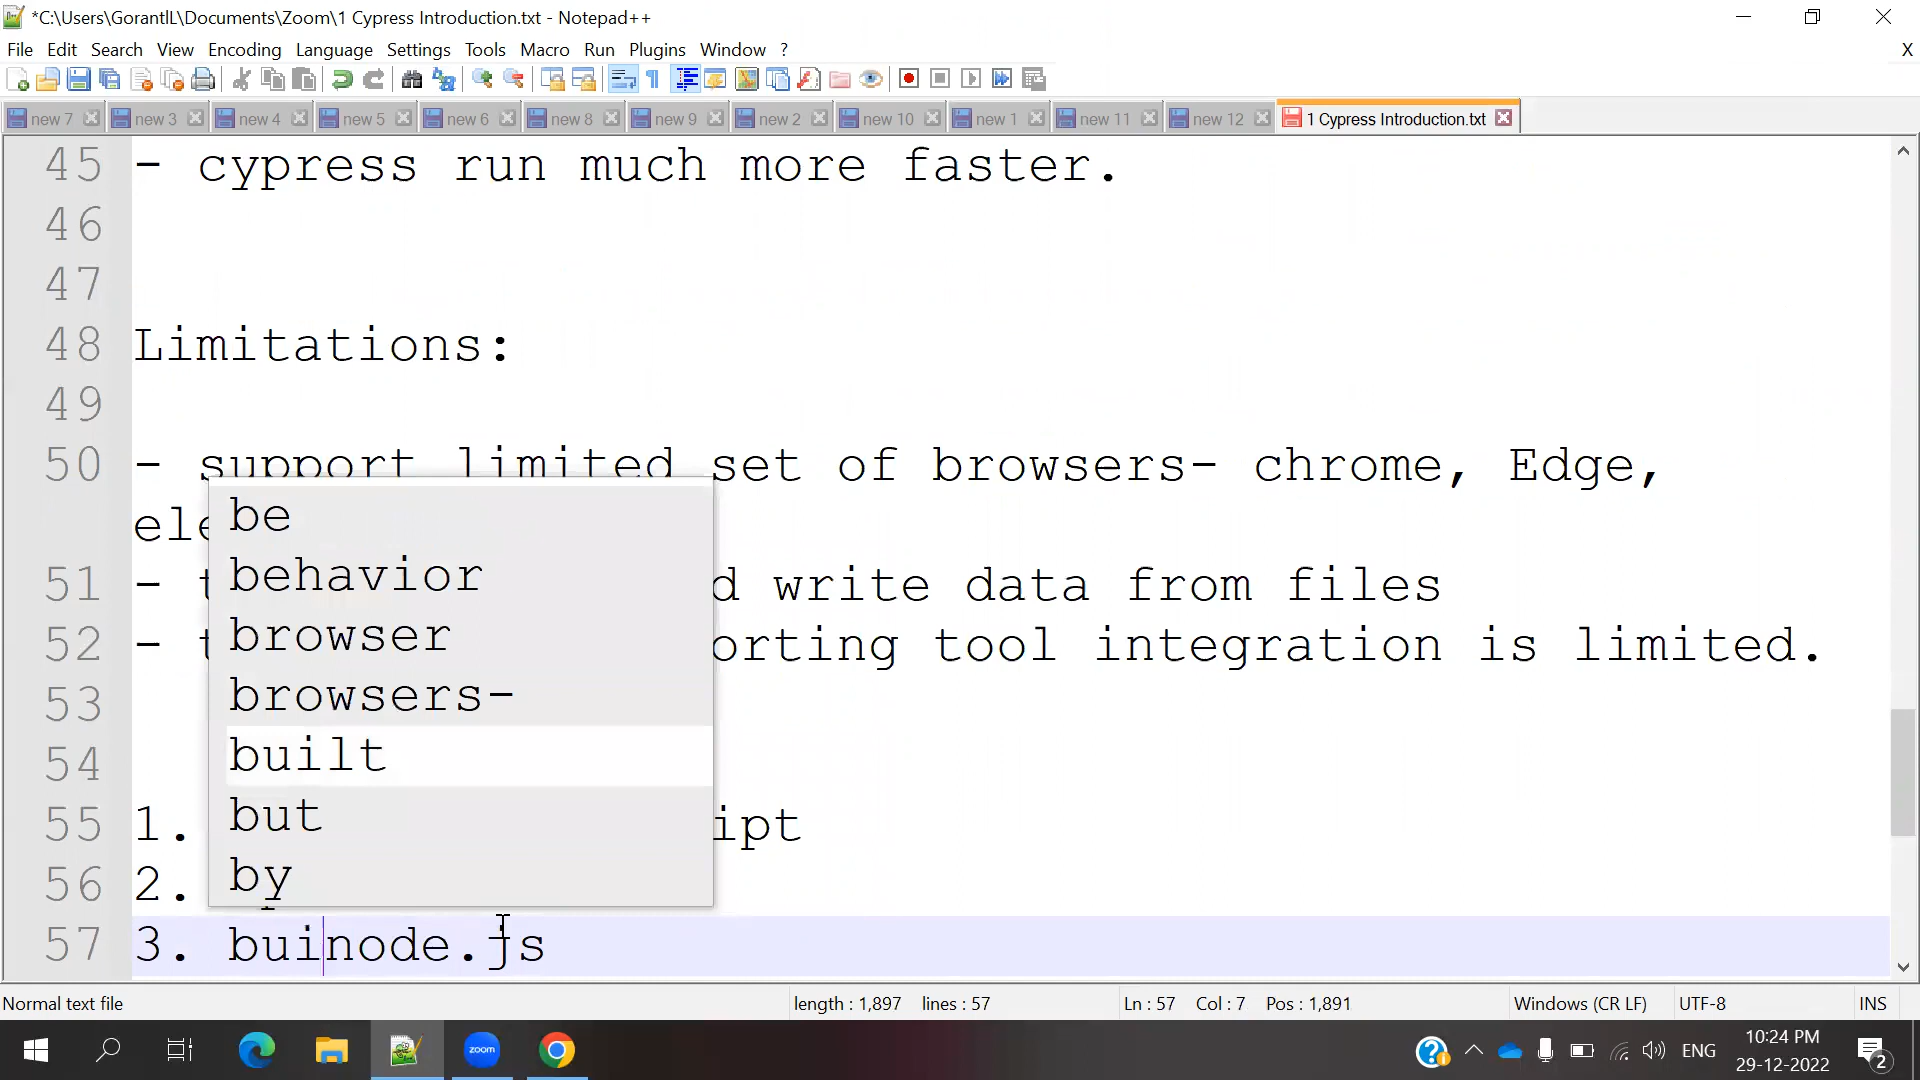 *C:\Users\GorantlL\Documents\Zoom\1 Cypress Introduction.txt - Notepad++
File Edit Search View Encoding Language Settings Tools Macro Run Plugins Window ? X
new 7 new 3 new 4 new 5 new 6 new 8 new 9 new 2 new 10 new 1 new 11 new 12 1 Cypress Introduction.txt
45 - cypress run much more faster.
46
47
48 Limitations:
49
50 - support limited set of browsers- chrome, Edge,
be
behavior
51 - write data from files
browser
52 - orting tool integration is limited.
browsers-
53
built
54
but
55 1. ipt
by
56 2.
57 3. buinode.js
Normal text file length : 1,897 lines : 57 Ln : 57 Col : 7 Pos : 1,891 Windows (CR LF) UTF-8 INS
zoom ENG 10:24 PM
29-12-2022 2